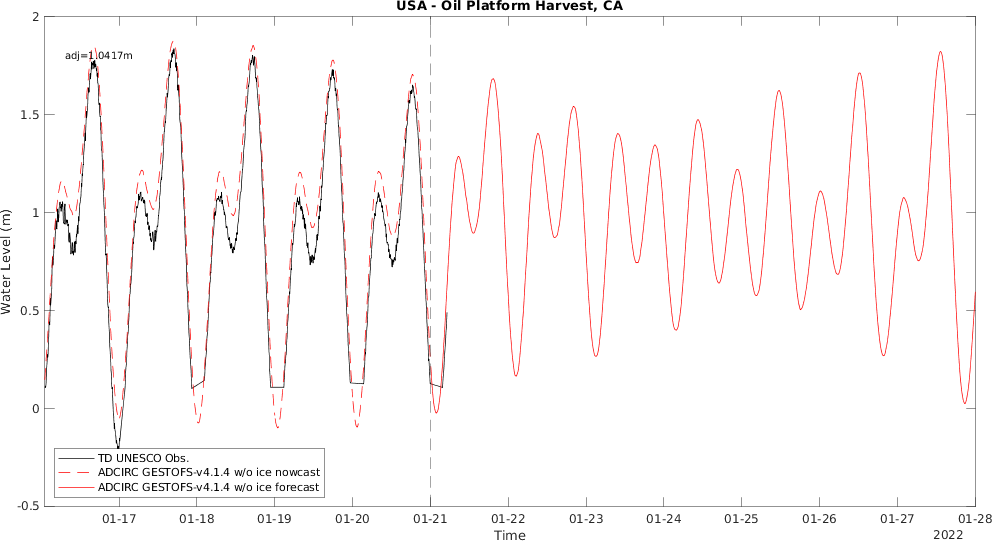 USA - Oil Platform Harvest, CA
adj=1.0417m
2
1.5
1
0.5
0
-0.5
Water Level (m)
TD UNESCO Obs.
ADCIRC GESTOFS-v4.1.4 w/o ice nowcast
ADCIRC GESTOFS-v4.1.4 w/o ice forecast
01-17 01-18 01-19 01-20 01-21 01-22 01-23 01-24 01-25 01-26 01-27 01-28
Time
2022